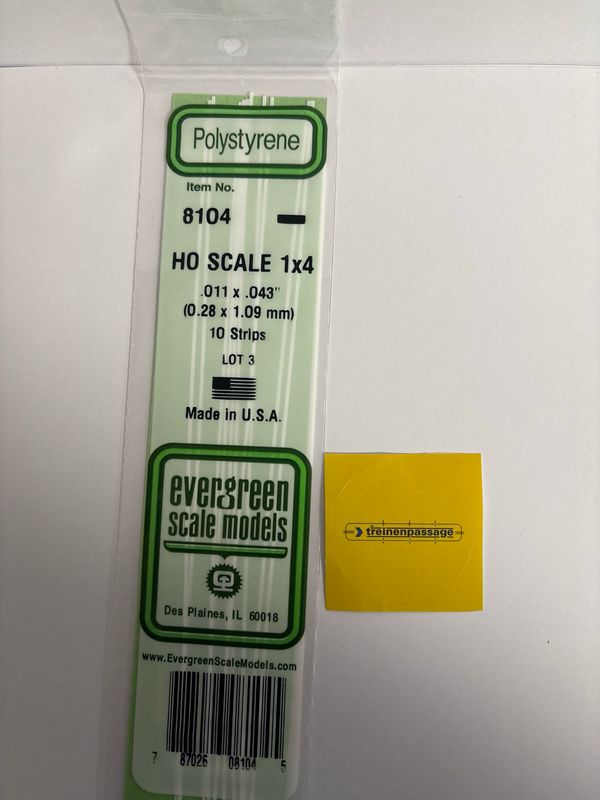 Polystyrene
Item No.
8104
HO SCALE 1x4
.011 x .043"
(0.28 x 1.09 mm)
10 Strips
LOT 3
Made in U.S.A.
evergreen
scale models
Des Plaines, IL 60018
www.EvergreenScaleModels.com
7 87026 08104 5
treinenpassage